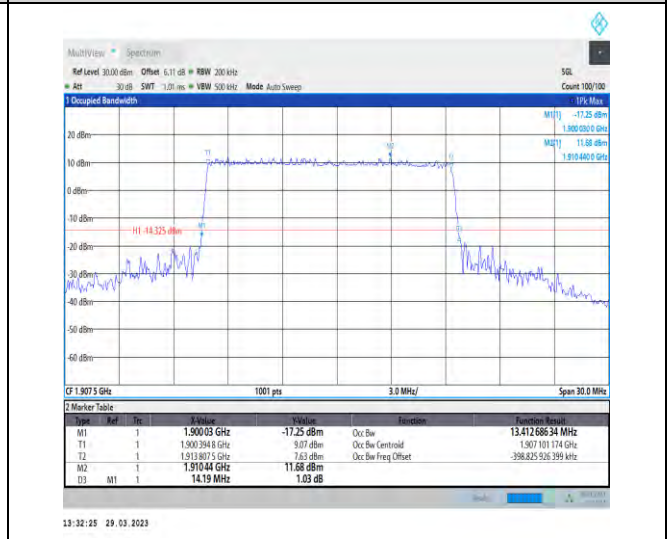 MultiView Spectrum
Ref Level 30.00 dBm Offset 6.11 dB RBW 200 kHz SGL
Att 30 dB SWT 1.01 ms VBW 500 kHz Mode Auto Sweep Count 100/100
1 Occupied Bandwidth 1Pk Max
M1[1] -17.25 dBm
1.900 030 0 GHz
20 dBm
M2[1] 11.68 dBm
1.910 440 0 GHz
T1
M2
10 dBm
0 dBm
-10 dBm
H1 -14.325 dBm
M1
-20 dBm
-30 dBm
-40 dBm
-50 dBm
-60 dBm
CF 1.907 5 GHz 1001 pts 3.0 MHz/ Span 30.0 MHz
2 Marker Table
Type Ref Trc X-Value Y-Value Function Function Result
M1 1 1.900 03 GHz -17.25 dBm Occ Bw 13.412 686 34 MHz
T1 1 1.900 394 8 GHz 9.07 dBm Occ Bw Centroid 1.907 101 174 GHz
T2 1 1.913 807 5 GHz 7.63 dBm Occ Bw Freq Offset -398.825 926 399 kHz
M2 1 1.910 44 GHz 11.68 dBm
D3 M1 1 14.19 MHz 1.03 dB
13:32:25 29.03.2023